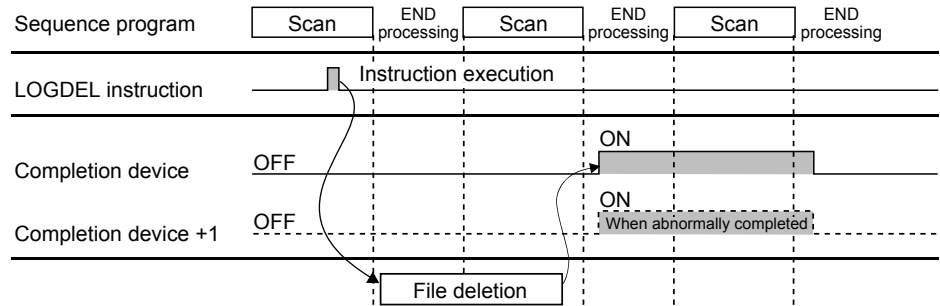 Sequence program
Scan
END
processing
Scan
END
processing
Scan
END
processing
LOGDEL instruction
Instruction execution
Completion device
OFF
ON
Completion device +1
OFF
ON
When abnormally completed
File deletion